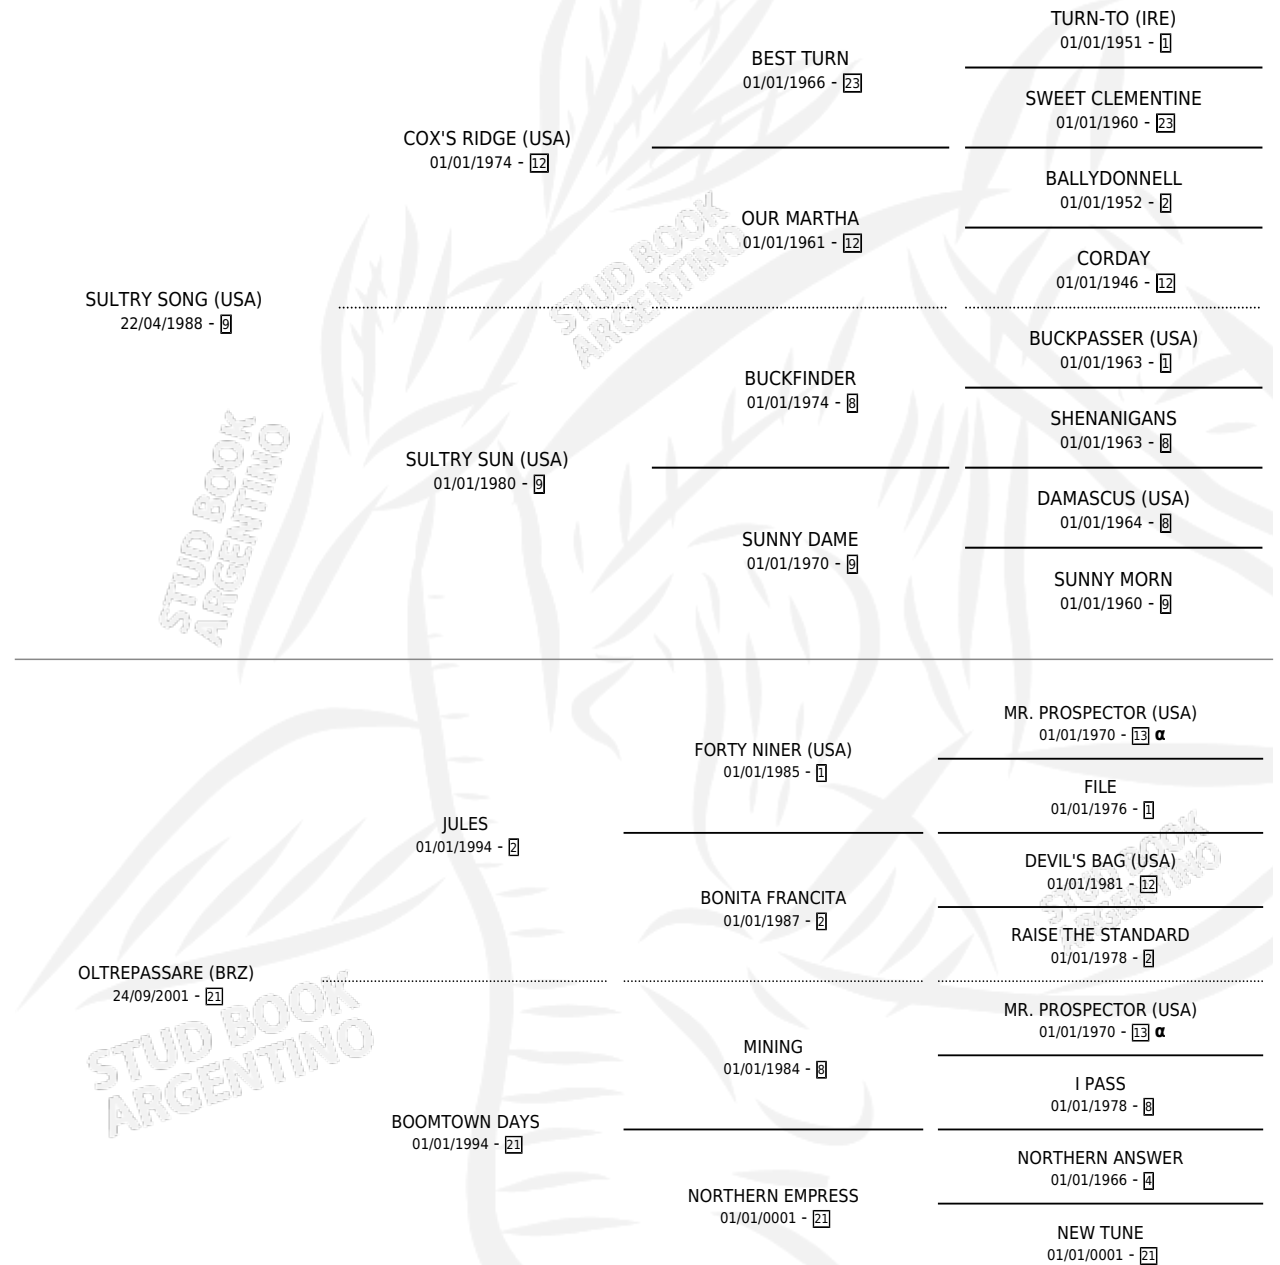 TURN-TO (IRE)
01/01/1951 - 1
BEST TURN
01/01/1966 - 23
SWEET CLEMENTINE
01/01/1960 - 23
COX'S RIDGE (USA)
01/01/1974 - 12
BALLYDONNELL
01/01/1952 - 2
OUR MARTHA
01/01/1961 - 12
CORDAY
01/01/1946 - 12
SULTRY SONG (USA)
22/04/1988 - 9
BUCKPASSER (USA)
01/01/1963 - 1
BUCKFINDER
01/01/1974 - 8
SHENANIGANS
01/01/1963 - 8
SULTRY SUN (USA)
01/01/1980 - 9
DAMASCUS (USA)
01/01/1964 - 8
SUNNY DAME
01/01/1970 - 9
SUNNY MORN
01/01/1960 - 9
MR. PROSPECTOR (USA)
01/01/1970 - 13 α
FORTY NINER (USA)
01/01/1985 - 1
FILE
01/01/1976 - 1
JULES
01/01/1994 - 2
DEVIL'S BAG (USA)
01/01/1981 - 12
BONITA FRANCITA
01/01/1987 - 2
RAISE THE STANDARD
01/01/1978 - 2
OLTREPASSARE (BRZ)
24/09/2001 - 21
MR. PROSPECTOR (USA)
01/01/1970 - 13 α
MINING
01/01/1984 - 8
I PASS
01/01/1978 - 8
BOOMTOWN DAYS
01/01/1994 - 21
NORTHERN ANSWER
01/01/1966 - 4
NORTHERN EMPRESS
01/01/0001 - 21
NEW TUNE
01/01/0001 - 21
STUD BOOK
ARGENTINO
STUD BOOK
ARGENTINO
STUD BOOK
ARGENTINO
STUD BOOK
ARGENTINO